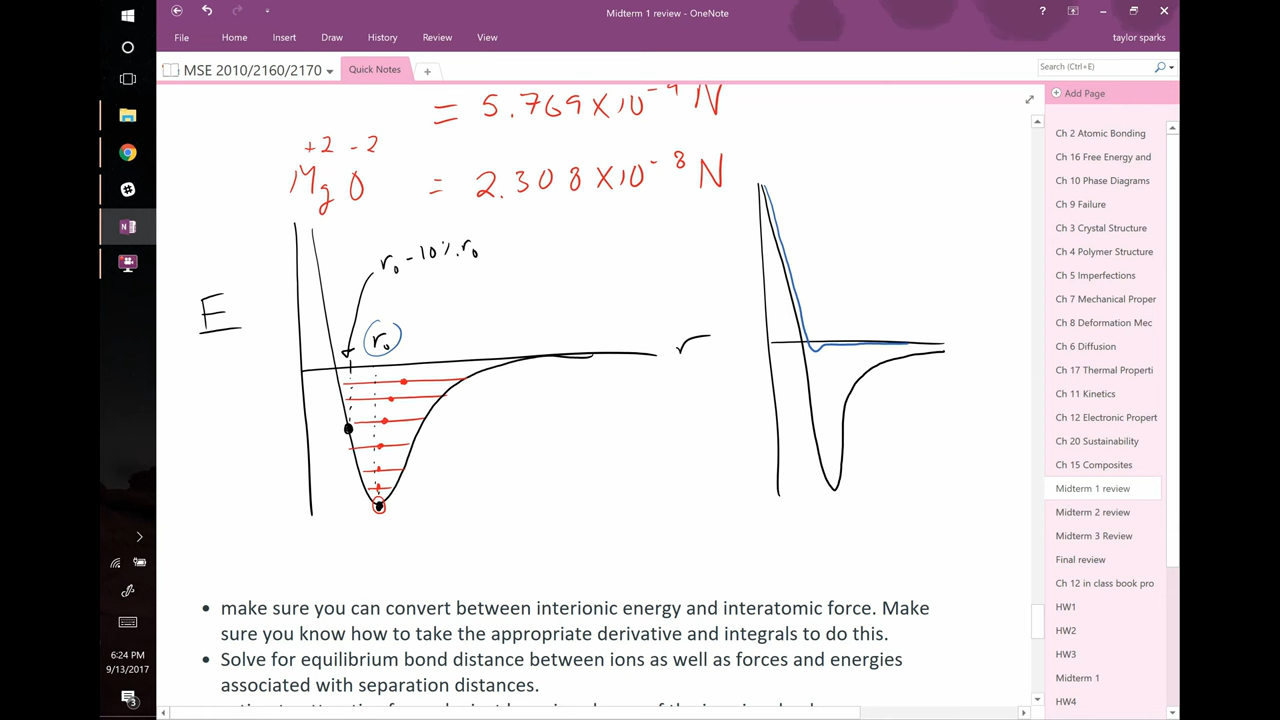 Midterm 1 review - OneNote
?
taylor sparks
File Home Insert Draw History Review View
MSE 2010/2160/2170
Quick Notes
+
Search (Ctrl+E)
Add Page
Ch 2 Atomic Bonding
Ch 16 Free Energy and
Ch 10 Phase Diagrams
Ch 9 Failure
Ch 3 Crystal Structure
Ch 4 Polymer Structure
Ch 5 Imperfections
Ch 7 Mechanical Proper
Ch 8 Deformation Mec
Ch 6 Diffusion
Ch 17 Thermal Properti
Ch 11 Kinetics
Ch 12 Electronic Propert
Ch 20 Sustainability
Ch 15 Composites
Midterm 1 review
Midterm 2 review
Midterm 3 Review
Final review
Ch 12 in class book pro
HW1
HW2
HW3
Midterm 1
HW4
= 5.769 X 10⁻⁹ N
+2 -2
MgO = 2.308 X 10⁻⁸ N
r₀ - 10%.r₀
E
r₀
r
• make sure you can convert between interionic energy and interatomic force. Make
sure you know how to take the appropriate derivative and integrals to do this.
• Solve for equilibrium bond distance between ions as well as forces and energies
associated with separation distances.
6:24 PM
9/13/2017
3